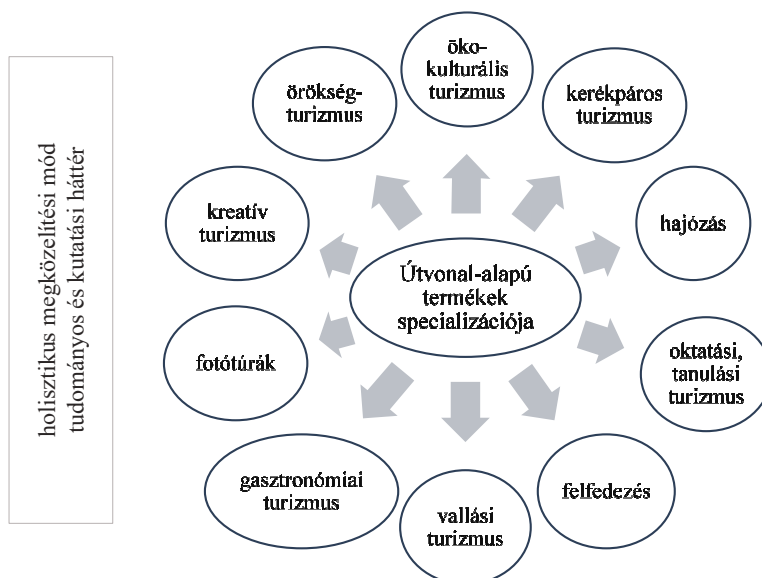 holisztikus megközelítési mód
tudományos és kutatási háttér
öko-
kulturális
turizmus
kerékpáros
turizmus
hajózás
oktatási,
tanulási
turizmus
felfedezés
vallási
turizmus
gasztronómiai
turizmus
fotótúrák
kreatív
turizmus
örökség-
turizmus
Útvonal-alapú
termékek
specializációja